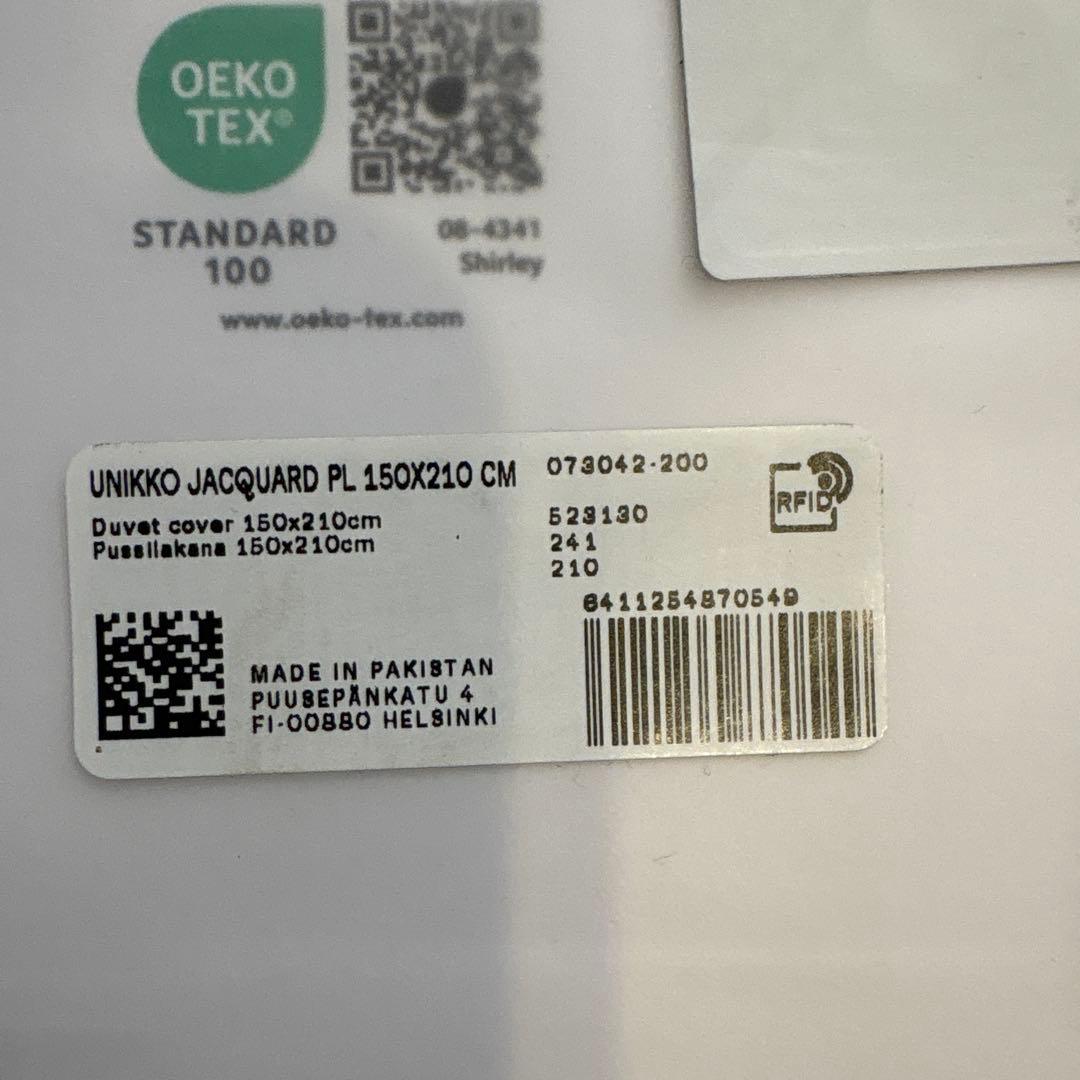 OEKO
TEX®
STANDARD
100
08-4341
Shirley
www.oeko-tex.com
UNIKKO JACQUARD PL 150X210 CM
Duvet cover 150x210cm
Pussilakana 150x210cm
073042-200
523130
241
210
RFID
6411254870549
MADE IN PAKISTAN
PUUSEPÄNKATU 4
FI-00880 HELSINKI